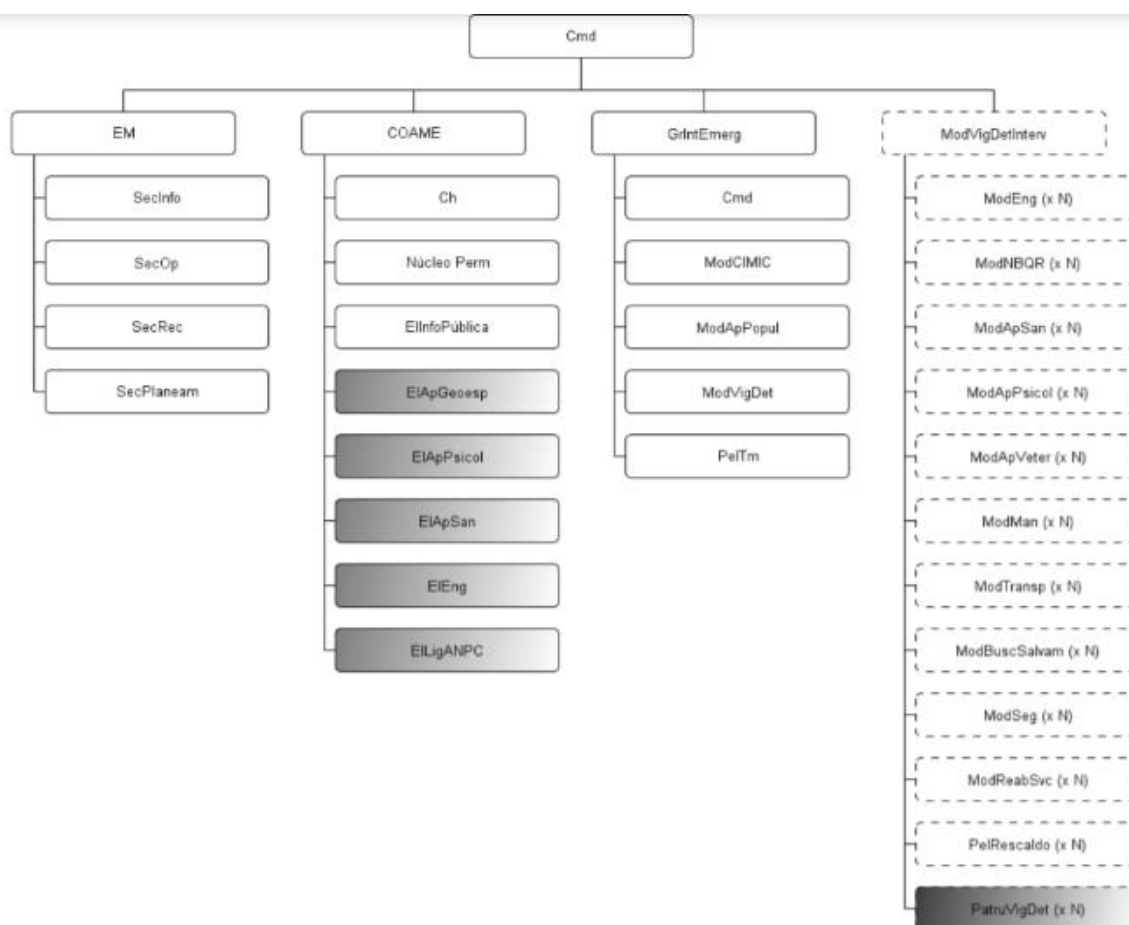 Cmd
EM
SecInfo
SecOp
SecRec
SecPlaneam
COAME
Ch
Núcleo Perm
ElInfoPública
ElApGeoesp
ElApPsicol
ElApSan
ElEng
ElLigANPC
GrIntEmerg
Cmd
ModCIMIC
ModApPopul
ModVigDet
PelTm
ModVigDetInterv
ModEng (x N)
ModNBQR (x N)
ModApSan (x N)
ModApPsicol (x N)
ModApVeter (x N)
ModMan (x N)
ModTransp (x N)
ModBuscSalvam (x N)
ModSeg (x N)
ModReabSvc (x N)
PelRescaldo (x N)
PatruVigDet (x N)